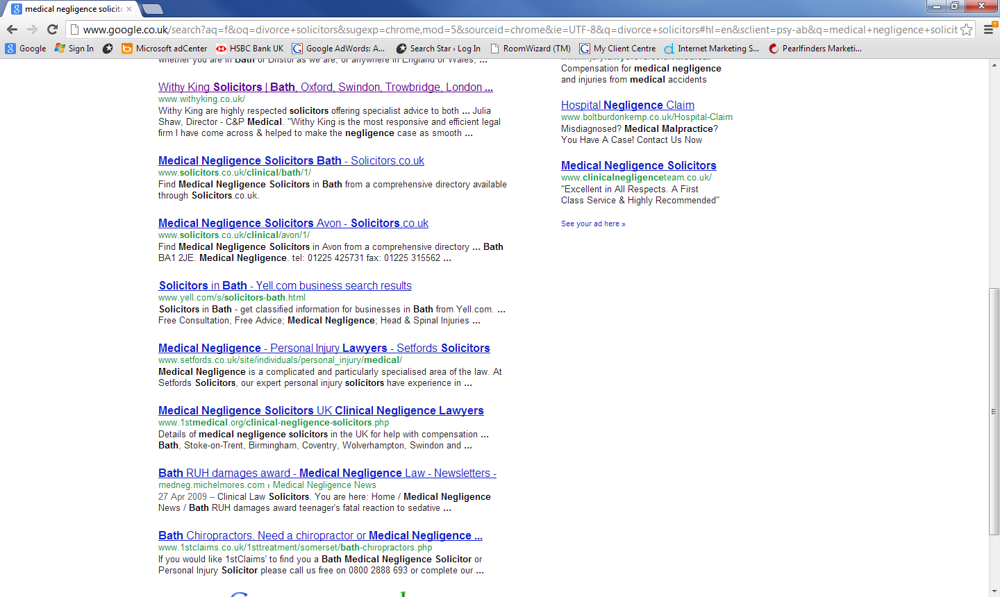 medical negligence solicito
www.google.co.uk/search?aq=f&oq=divorce+solicitors&sugexp=chrome,mod=5&sourceid=chrome&ie=UTF-8&q=divorce+solicitors#hl=en&sclient=psy-ab&q=medical+negligence+solicit
Google Sign In Microsoft adCenter HSBC Bank UK Google AdWords: A... Search Star › Log In RoomWizard (TM) My Client Centre Internet Marketing S... Pearlfinders Marketi...
whether you are in Bath or Bristol as we are, or anywhere in England or Wales, ...
Withy King Solicitors | Bath, Oxford, Swindon, Trowbridge, London ...
www.withyking.co.uk/
Withy King are highly respected solicitors offering specialist advice to both ... Julia
Shaw, Director - C&P Medical. "Withy King is the most responsive and efficient legal
firm I have come across & helped to make the negligence case as smooth ...
Medical Negligence Solicitors Bath - Solicitors.co.uk
www.solicitors.co.uk/clinical/bath/1/
Find Medical Negligence Solicitors in Bath from a comprehensive directory available
through Solicitors.co.uk.
Medical Negligence Solicitors Avon - Solicitors.co.uk
www.solicitors.co.uk/clinical/avon/1/
Find Medical Negligence Solicitors in Avon from a comprehensive directory ... Bath
BA1 2JE. Medical Negligence. tel: 01225 425731 fax: 01225 315562 ...
Solicitors in Bath - Yell.com business search results
www.yell.com/s/solicitors-bath.html
Solicitors in Bath - get classified information for businesses in Bath from Yell.com. ...
Free Consultation, Free Advice; Medical Negligence; Head & Spinal Injuries ...
Medical Negligence - Personal Injury Lawyers - Setfords Solicitors
www.setfords.co.uk/site/individuals/personal_injury/medical/
Medical Negligence is a complicated and particularly specialised area of the law. At
Setfords Solicitors, our expert personal injury solicitors have experience in ...
Medical Negligence Solicitors UK Clinical Negligence Lawyers
www.1stmedical.org/clinical-negligence-solicitors.php
Details of medical negligence solicitors in the UK for help with compensation ...
Bath, Stoke-on-Trent, Birmingham, Coventry, Wolverhampton, Swindon and ...
Bath RUH damages award - Medical Negligence Law - Newsletters -
medneg.michelmores.com › Medical Negligence News
27 Apr 2009 – Clinical Law Solicitors. You are here: Home / Medical Negligence
News / Bath RUH damages award teenager's fatal reaction to sedative ...
Bath Chiropractors. Need a chiropractor or Medical Negligence ...
www.1stclaims.co.uk/1sttreatment/somerset/bath-chiropractors.php
If you would like 1stClaims' to find you a Bath Medical Negligence Solicitor or
Personal Injury Solicitor please call us free on 0800 2888 693 or complete our ...
Compensation for medical negligence
and injuries from medical accidents
Hospital Negligence Claim
www.boltburdonkemp.co.uk/Hospital-Claim
Misdiagnosed? Medical Malpractice?
You Have A Case! Contact Us Now
Medical Negligence Solicitors
www.clinicalnegligenceteam.co.uk/
"Excellent in All Respects. A First
Class Service & Highly Recommended"
See your ad here »